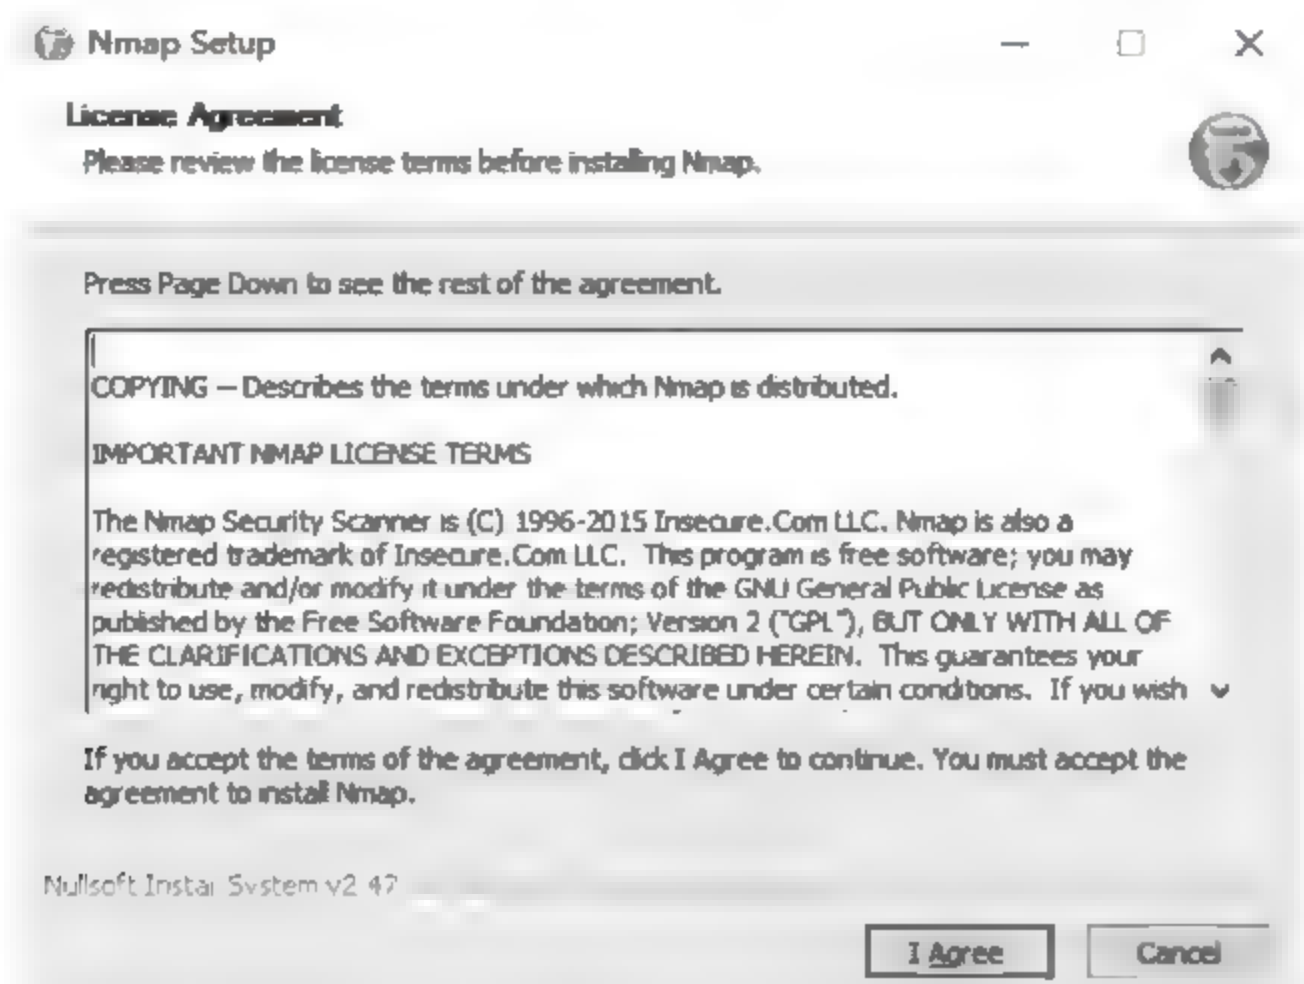 Nmap Setup
License Agreement
Please review the license terms before installing Nmap.
Press Page Down to see the rest of the agreement.
COPYING -- Describes the terms under which Nmap is distributed.
IMPORTANT NMAP LICENSE TERMS
The Nmap Security Scanner is (C) 1996-2015 Insecure.Com LLC. Nmap is also a
registered trademark of Insecure.Com LLC.  This program is free software; you may
redistribute and/or modify it under the terms of the GNU General Public License as
published by the Free Software Foundation; Version 2 ("GPL"), BUT ONLY WITH ALL OF
THE CLARIFICATIONS AND EXCEPTIONS DESCRIBED HEREIN.  This guarantees your
right to use, modify, and redistribute this software under certain conditions.  If you wish
If you accept the terms of the agreement, click I Agree to continue. You must accept the
agreement to install Nmap.
Nullsoft Install System v2.47
I Agree
Cancel